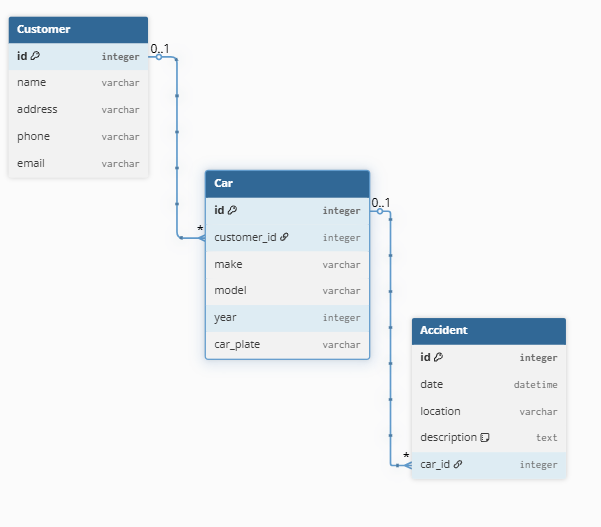 Customer
id integer
name varchar
address varchar
phone varchar
email varchar
0..1
*
Car
id integer
customer_id integer
make varchar
model varchar
year integer
car_plate varchar
0..1
*
Accident
id integer
date datetime
location varchar
description text
car_id integer